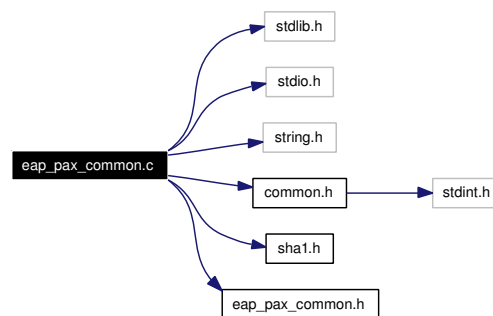 stdlib.h
stdio.h
string.h
eap_pax_common.c
common.h
stdint.h
sha1.h
eap_pax_common.h